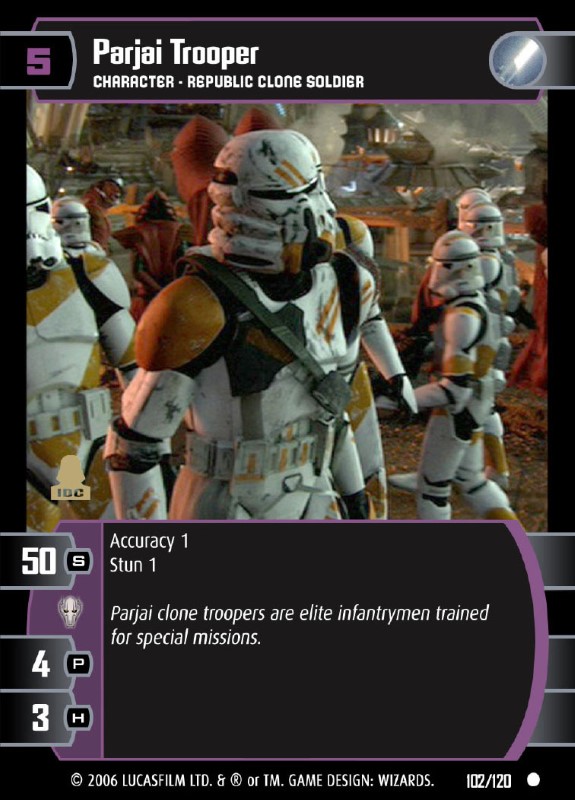 5
Parjai Trooper
CHARACTER - REPUBLIC CLONE SOLDIER
IDC
50 S
Accuracy 1
Stun 1
Parjai clone troopers are elite infantrymen trained
for special missions.
4 P
3 H
© 2006 LUCASFILM LTD. & ® or TM. GAME DESIGN: WIZARDS. 102/120